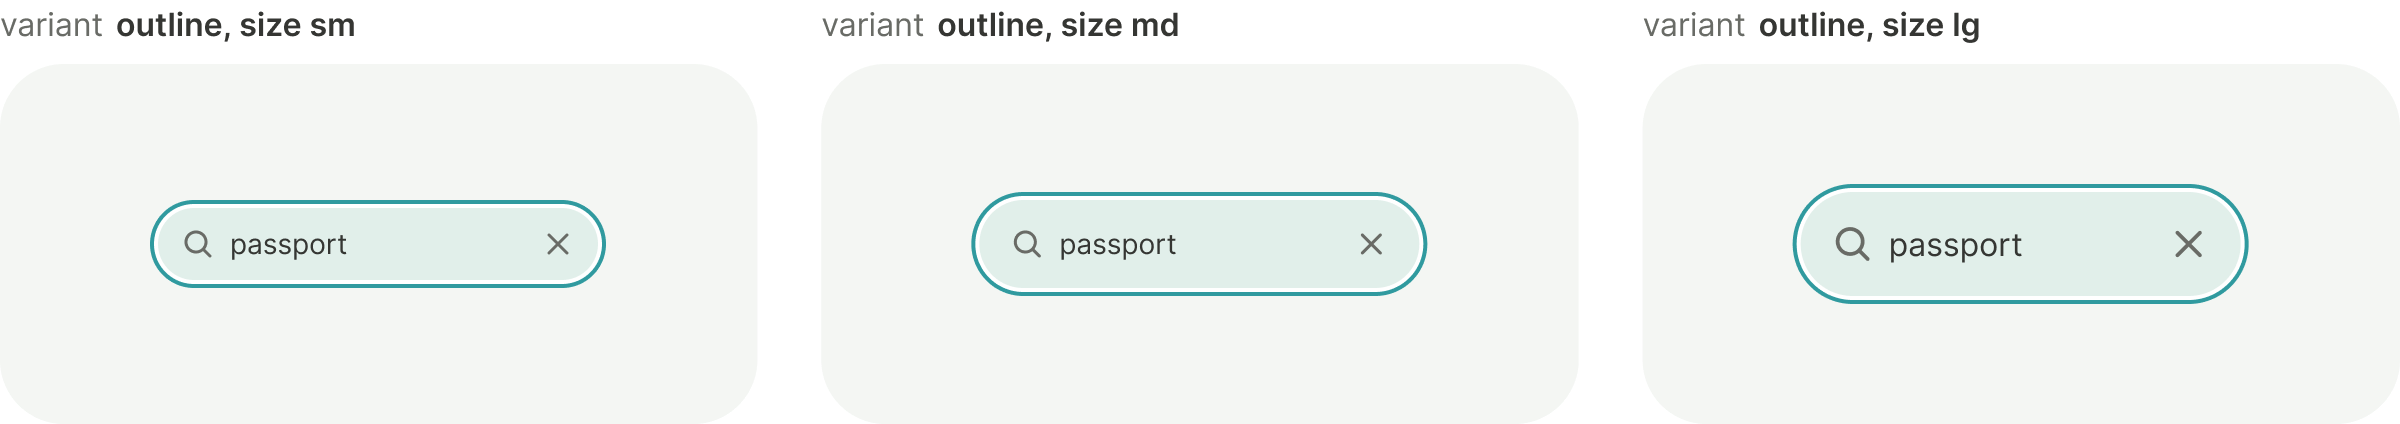 variant outline, size sm
passport
variant outline, size md
passport
variant outline, size lg
passport